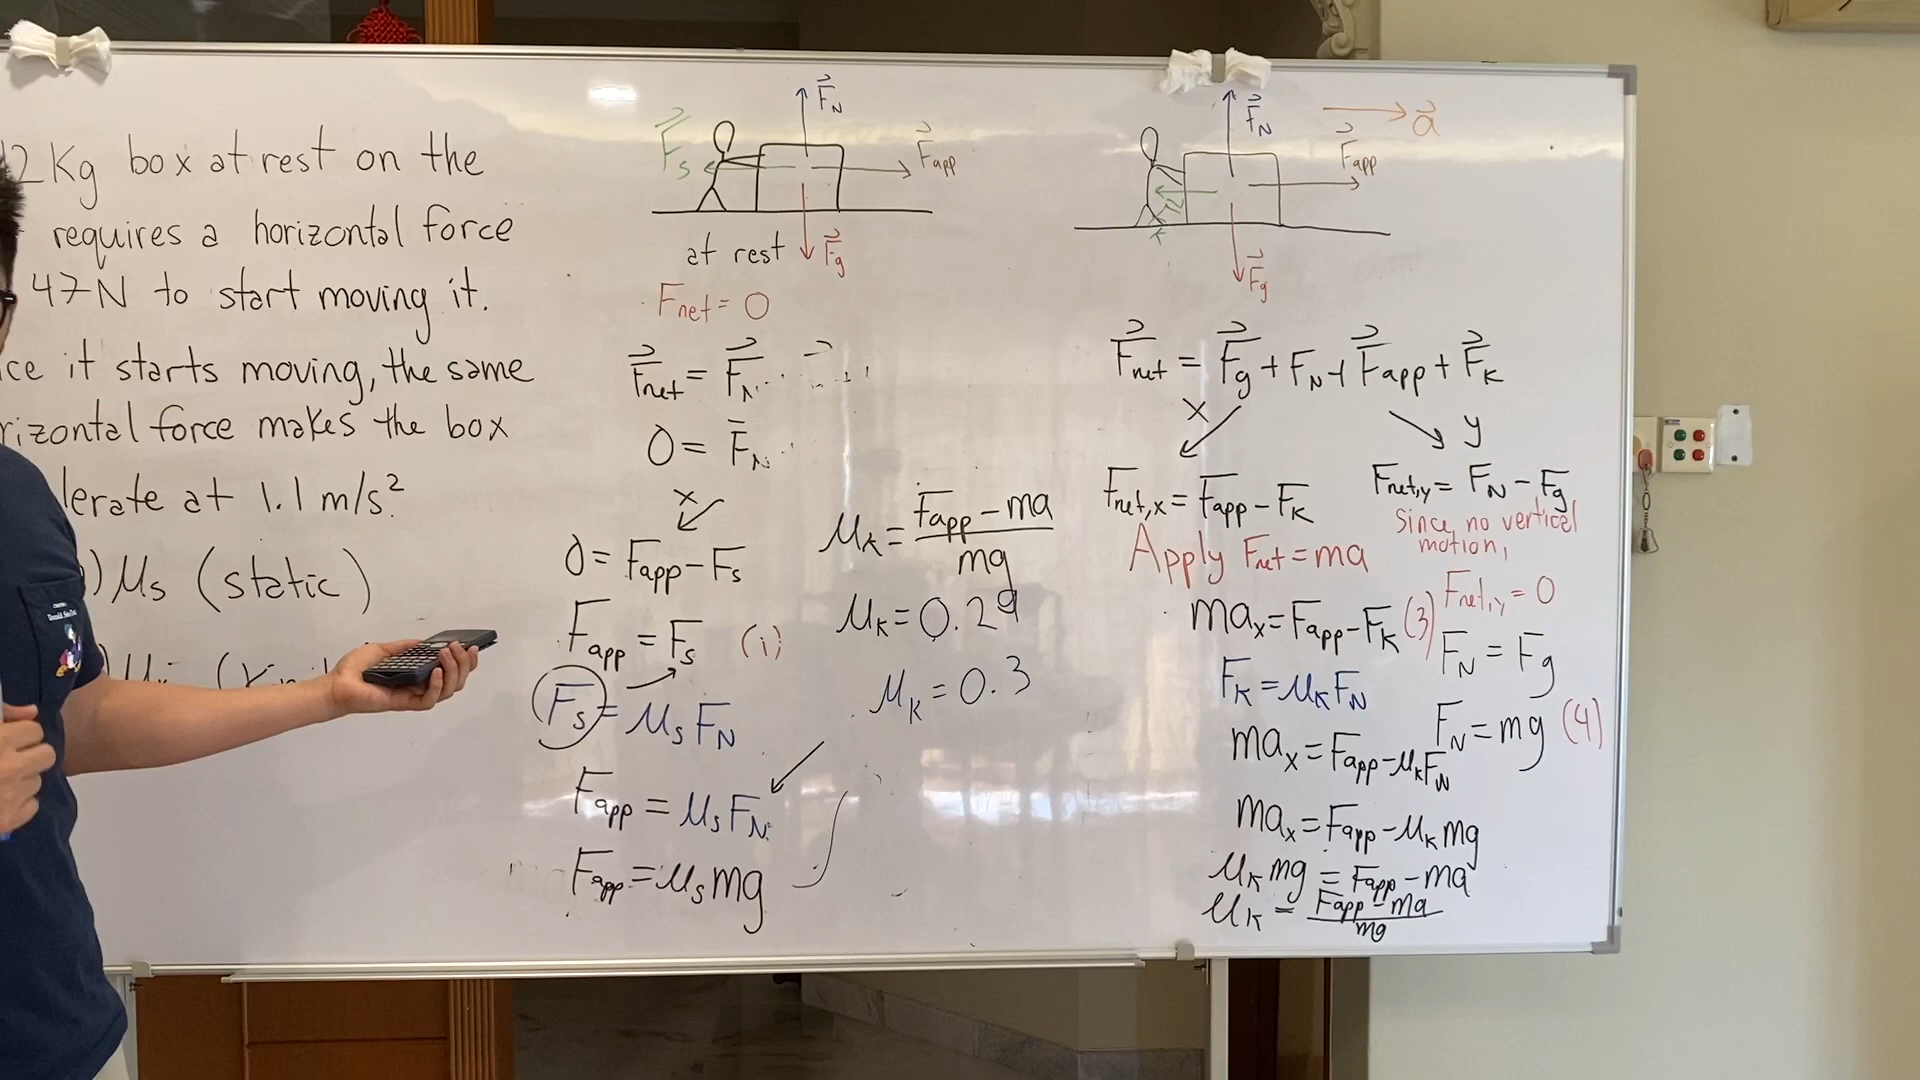 2 Kg box at rest on the
requires a horizontal force
47N to start moving it.
ce it starts moving, the same
rizontal force makes the box
lerate at 1.1 m/s²
) μs (static)
F⃗s
F⃗N
F⃗app
at rest
F⃗g
Fnet = 0
F⃗net = F⃗N
0 = F⃗N
x
0 = Fapp - Fs
Fapp = Fs (1)
Fs = μs FN
Fapp = μs FN
Fapp = μs mg
μk = (Fapp - ma) / mg
μk = 0.29
μk = 0.3
F⃗N
a⃗
F⃗app
F⃗g
F⃗net = F⃗g + FN + F⃗app + F⃗k
x
y
Fnet,x = Fapp - Fk
Fnet,y = FN - Fg
Since no vertical
motion,
Apply Fnet = ma
Fnet,y = 0
max = Fapp - Fk (3)
FN = Fg
Fk = μk FN
FN = mg (4)
max = Fapp - μk FN
max = Fapp - μk mg
μk mg = Fapp - ma
μk = (Fapp - ma) / mg